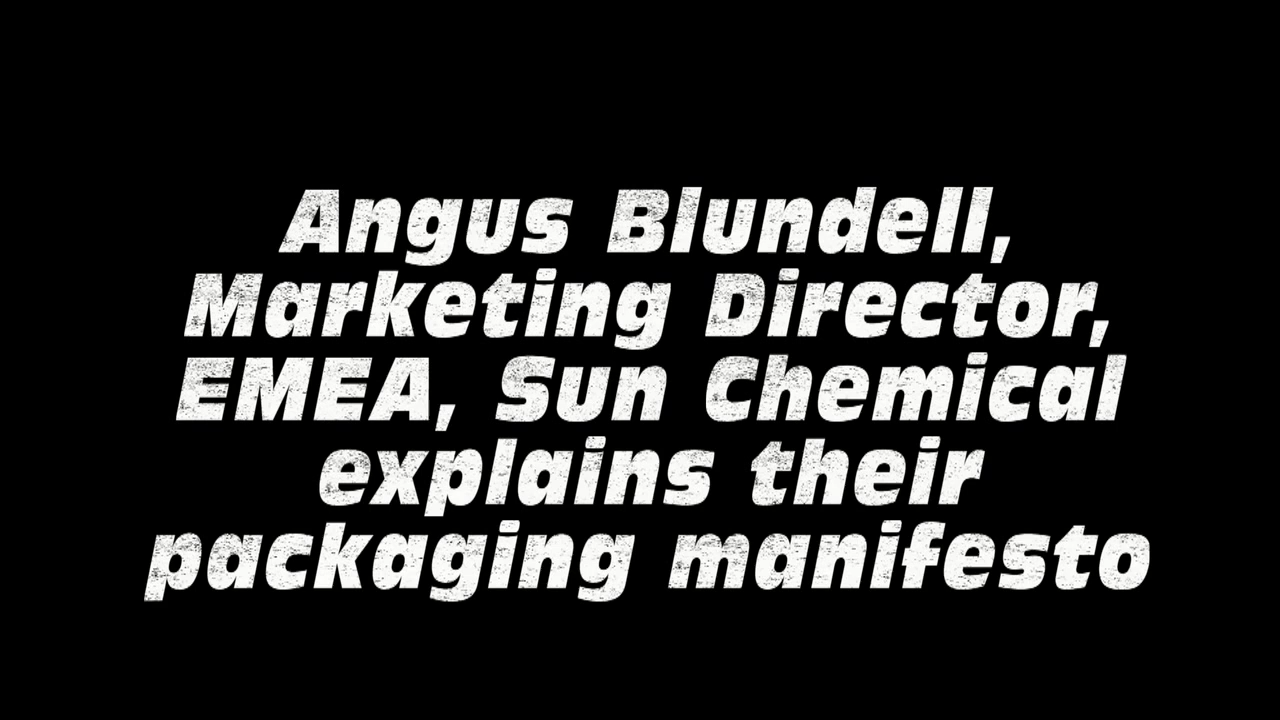 Angus Blundell,
Marketing Director,
EMEA, Sun Chemical
explains their
packaging manifesto